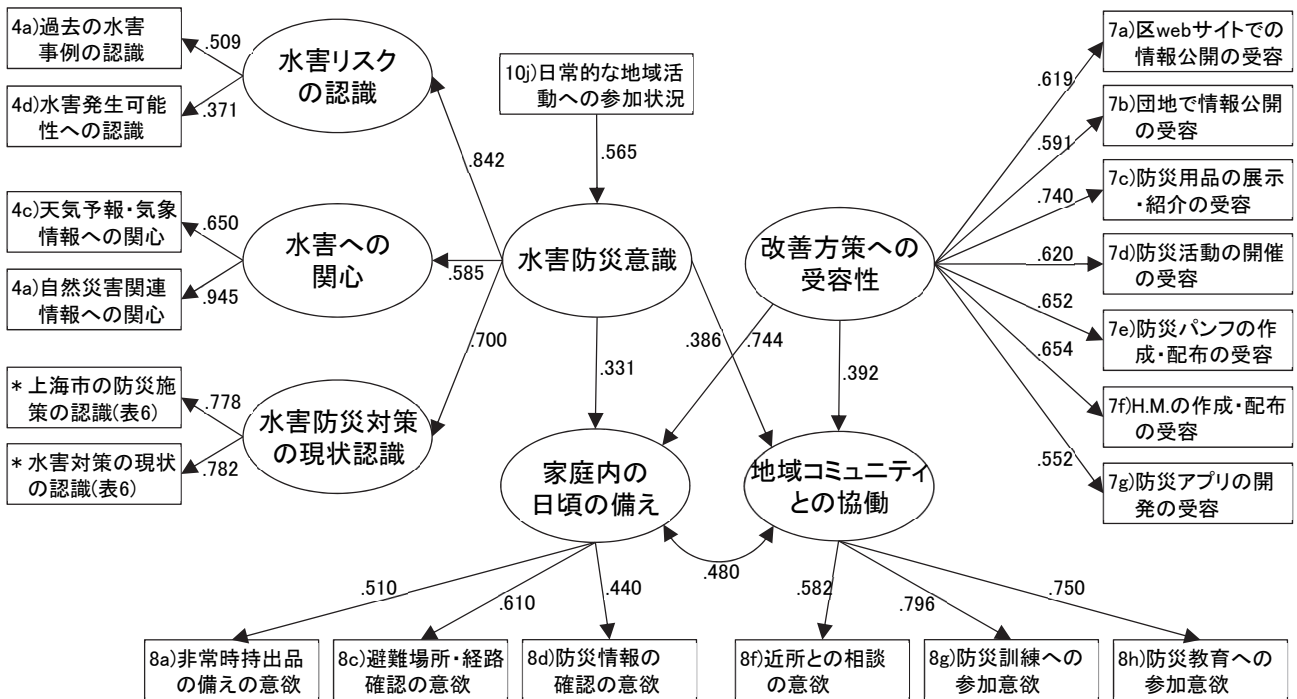 4a)過去の水害
事例の認識
.509
4d)水害発生可能
性への認識
.371
水害リスク
の認識
.842
10j)日常的な地域活
動への参加状況
.565
4c)天気予報・気象
情報への関心
.650
4a)自然災害関連
情報への関心
.945
水害への
関心
.585
水害防災意識
改善方策への
受容性
*上海市の防災施
策の認識(表6)
.778
*水害対策の現状
の認識(表6)
.782
水害防災対策
の現状認識
.700
.331
.386
.744
.392
家庭内の
日頃の備え
地域コミュニティ
との協働
.480
7a)区webサイトでの
情報公開の受容
.619
7b)団地で情報公開
の受容
.591
7c)防災用品の展示
・紹介の受容
.740
7d)防災活動の開催
の受容
.620
7e)防災パンフの作
成・配布の受容
.652
7f)H.M.の作成・配布
の受容
.654
7g)防災アプリの開
発の受容
.552
.510
.610
.440
.582
.796
.750
8a)非常時持出品
の備えの意欲
8c)避難場所・経路
確認の意欲
8d)防災情報の
確認の意欲
8f)近所との相談
の意欲
8g)防災訓練への
参加意欲
8h)防災教育への
参加意欲